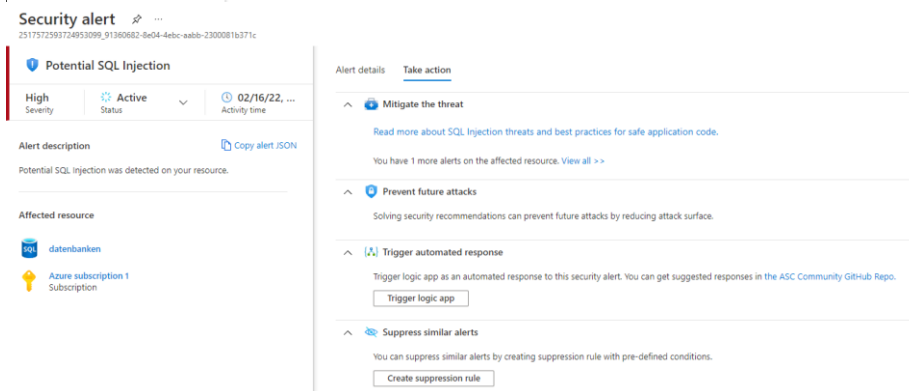 Security alert
2517572593724953099_91360682-8e04-4ebc-aabb-2300081b371c
Potential SQL Injection
High
Severity
Active
Status
02/16/22, ...
Activity time
Alert description
Copy alert JSON
Potential SQL Injection was detected on your resource.
Affected resource
SQL
datenbanken
Azure subscription 1
Subscription
Alert details
Take action
Mitigate the threat
Read more about SQL Injection threats and best practices for safe application code.
You have 1 more alerts on the affected resource. View all >>
Prevent future attacks
Solving security recommendations can prevent future attacks by reducing attack surface.
Trigger automated response
Trigger logic app as an automated response to this security alert. You can get suggested responses in the ASC Community GitHub Repo.
Trigger logic app
Suppress similar alerts
You can suppress similar alerts by creating suppression rule with pre-defined conditions.
Create suppression rule